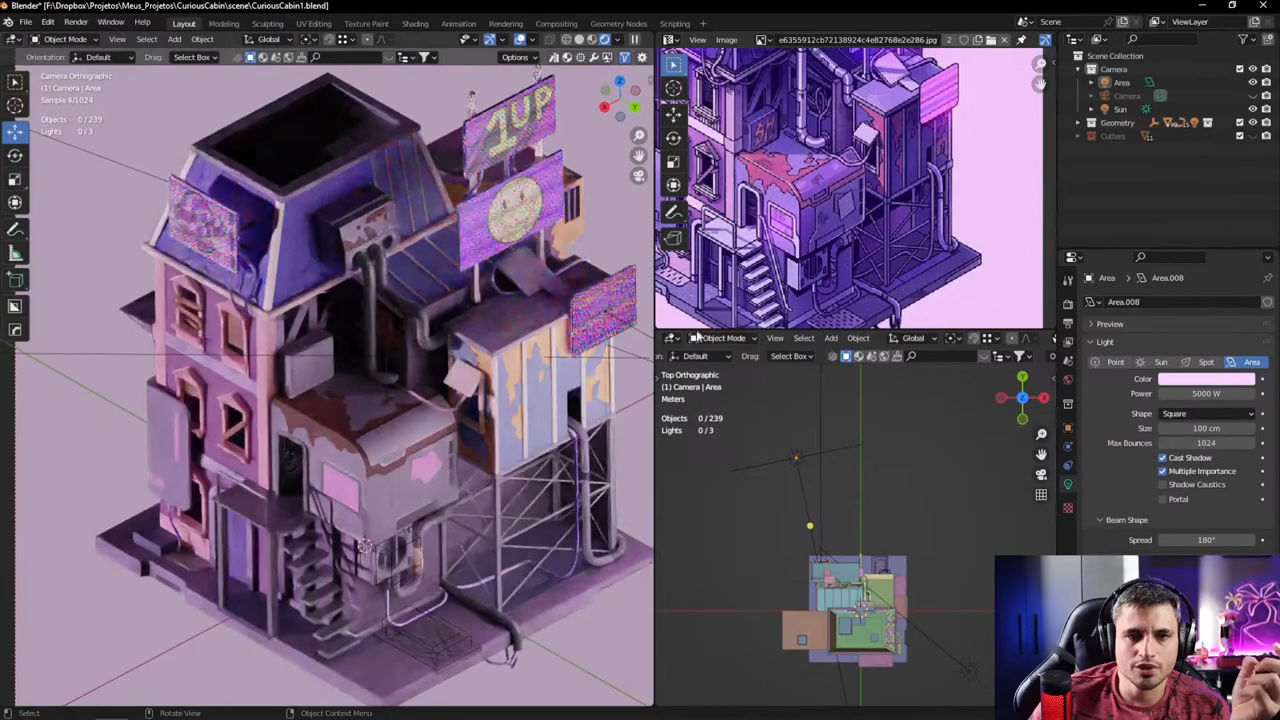 Blender* [F:\Dropbox\Projetos\Meus_Projetos\CuriousCabin\scene\CuriousCabin1.blend]
File Edit Render Window Help Layout Modeling Sculpting UV Editing Texture Paint Shading Animation Rendering Compositing Geometry Nodes Scripting Scene ViewLayer
Object Mode View Select Add Object Global
View Image e6355912cb72138924c4e82768e2e286.jpg 2
Orientation: Default Drag: Select Box Options
Scene Collection
Camera
Area
Camera
Sun
Geometry
Cutters
Camera Orthographic
(1) Camera | Area
Sample 4/1024
Objects 0/239
Lights 0/3
1UP
Object Mode View Select Add Object Global
Default Drag: Select Box
Top Orthographic
(1) Camera | Area
Meters
Objects 0/239
Lights 0/3
Area Area.008
Area.008
Preview
Light
Point Sun Spot Area
Color
Power 5000 W
Shape Square
Size 100 cm
Max Bounces 1024
Cast Shadow
Multiple Importance
Shadow Caustics
Portal
Beam Shape
Spread 180°
Select Rotate View Object Context Menu